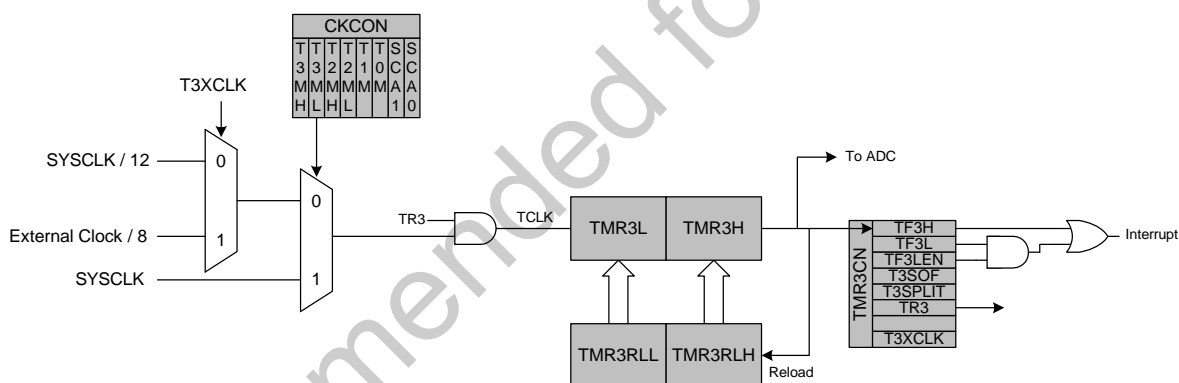 CKCON
T3MH T3ML T2MH T2ML T1M T0M SCA1 SCA0
T3XCLK
SYSCLK / 12
0
External Clock / 8
1
SYSCLK
0
1
TR3
TCLK
TMR3L
TMR3H
To ADC
TMR3RLL
TMR3RLH
Reload
TMR3CN
TF3H
TF3L
TF3LEN
T3SOF
T3SPLIT
TR3
T3XCLK
Interrupt
mended fo